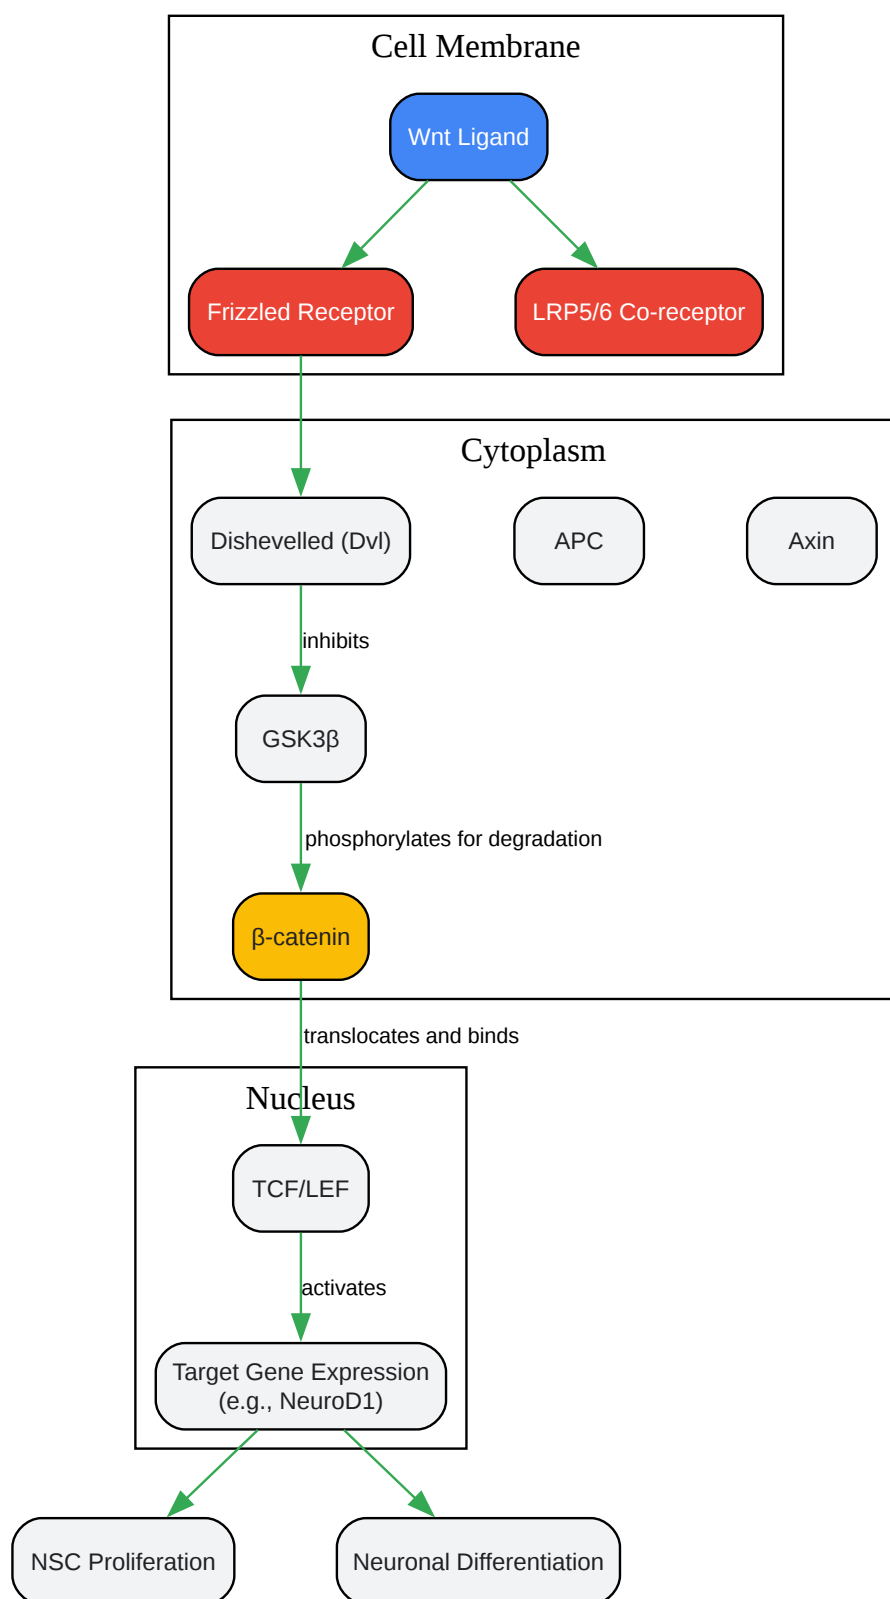 Cell Membrane
Wnt Ligand
Frizzled Receptor
LRP5/6 Co-receptor
Cytoplasm
Dishevelled (Dvl)
APC
Axin
inhibits
GSK3β
phosphorylates for degradation
β-catenin
translocates and binds
Nucleus
TCF/LEF
activates
Target Gene Expression
(e.g., NeuroD1)
NSC Proliferation
Neuronal Differentiation